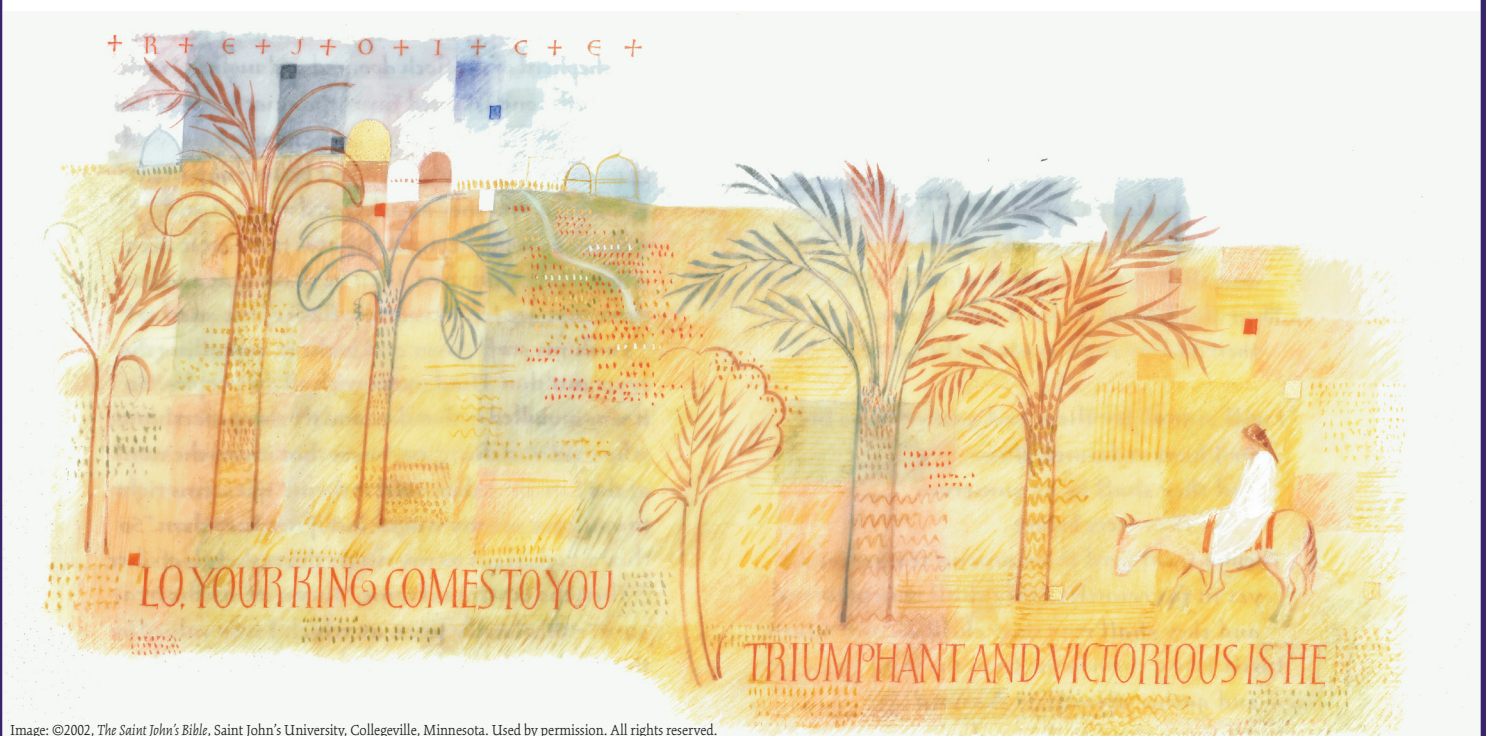 + R + E + J + O + I + C + E +
LO, YOUR KING COMES TO YOU
TRIUMPHANT AND VICTORIOUS IS HE
Image: ©2002, The Saint John's Bible, Saint John's University, Collegeville, Minnesota. Used by permission. All rights reserved.